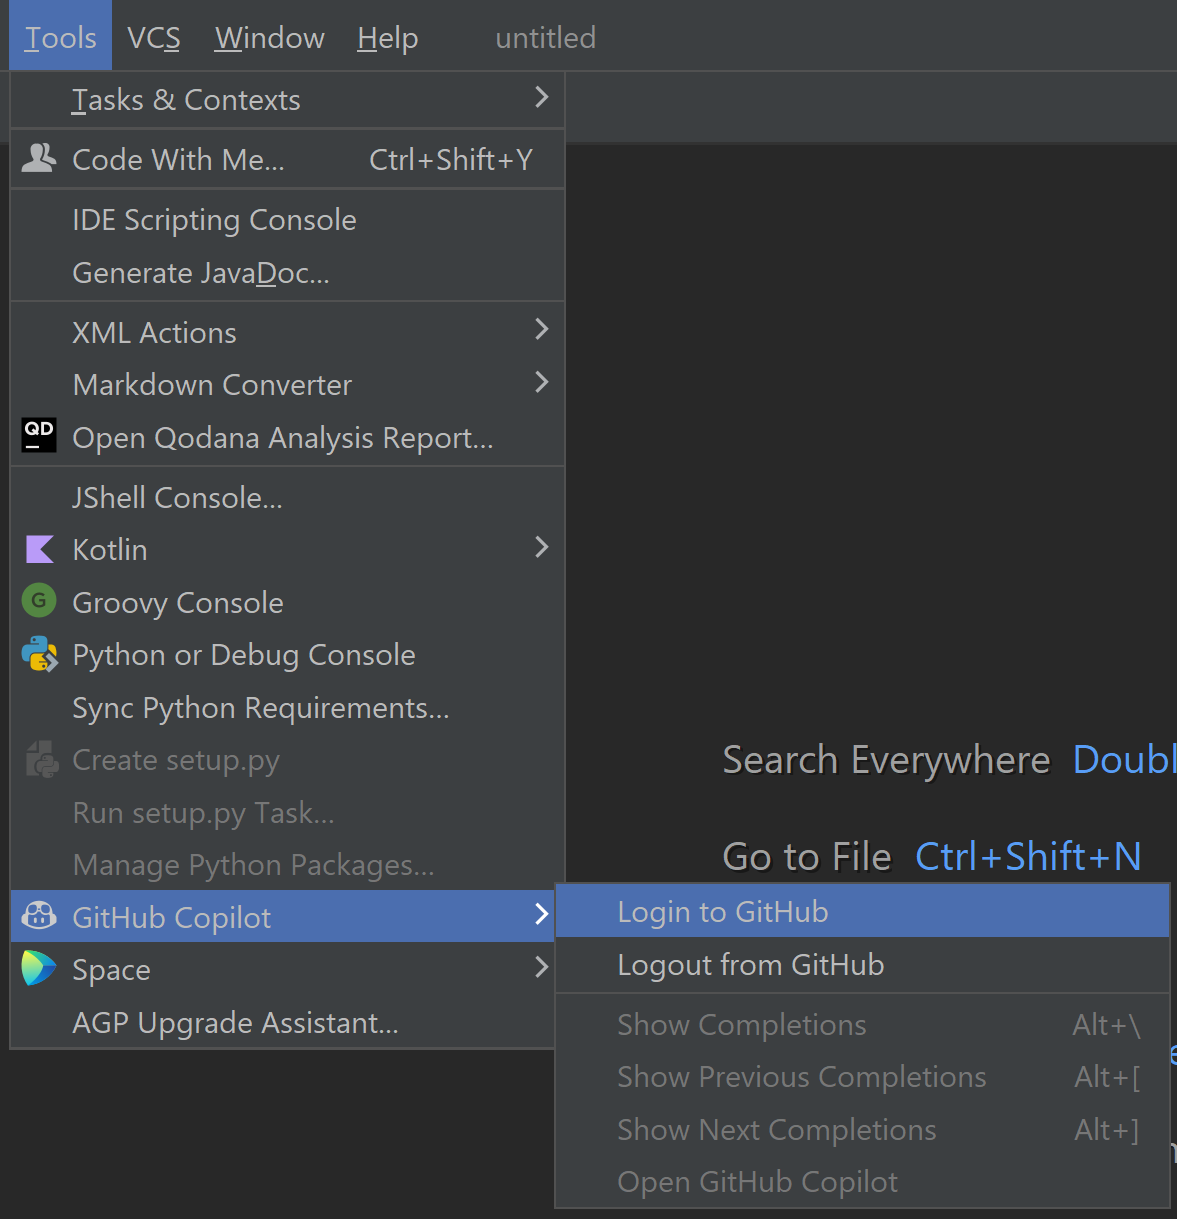 Tools VCS Window Help untitled
Tasks & Contexts
Code With Me... Ctrl+Shift+Y
IDE Scripting Console
Generate JavaDoc...
XML Actions
Markdown Converter
QD
Open Qodana Analysis Report...
JShell Console...
Kotlin
G Groovy Console
Python or Debug Console
Sync Python Requirements...
Create setup.py
Run setup.py Task...
Manage Python Packages...
GitHub Copilot
Space
AGP Upgrade Assistant...
Search Everywhere Doubl
Go to File Ctrl+Shift+N
Login to GitHub
Logout from GitHub
Show Completions Alt+\
Show Previous Completions Alt+[
Show Next Completions Alt+]
Open GitHub Copilot